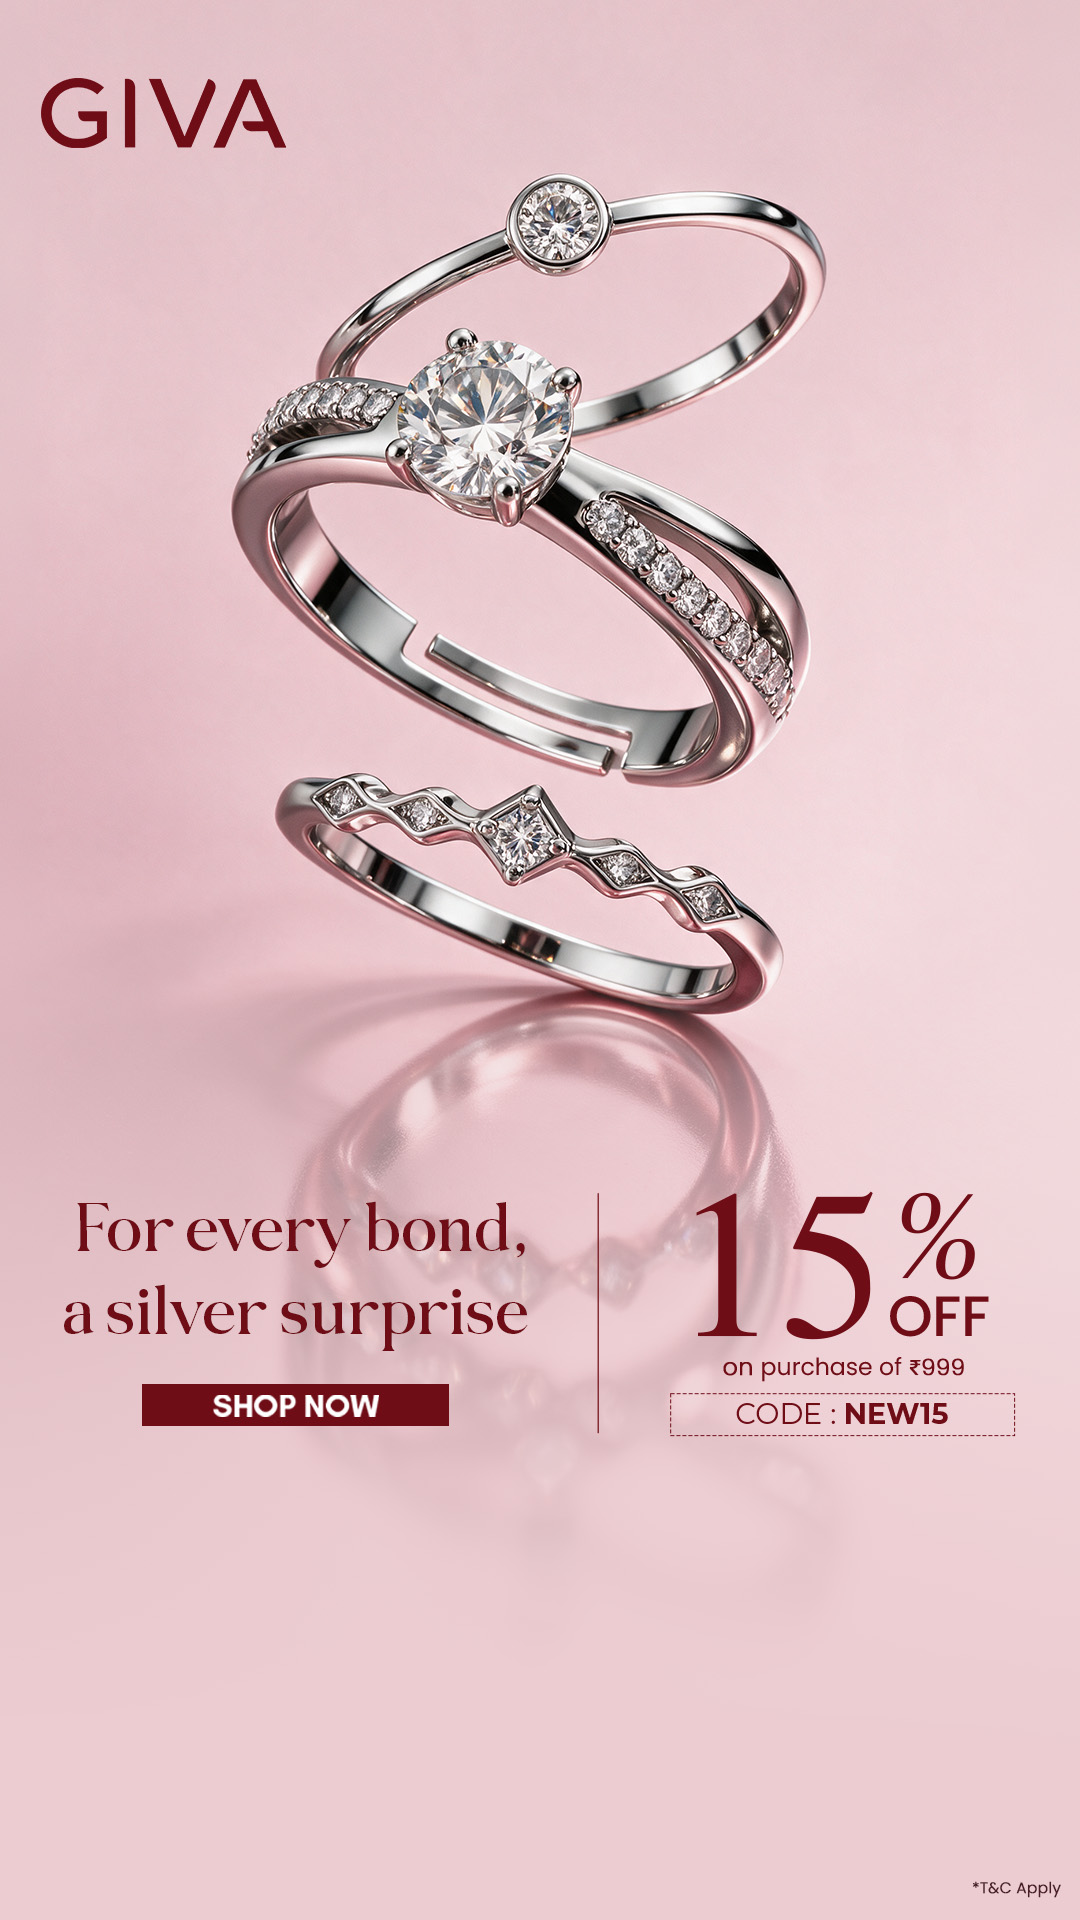 GIVA
For every bond,
a silver surprise
SHOP NOW
15% OFF
on purchase of ₹999
CODE : NEW15
*T&C Apply